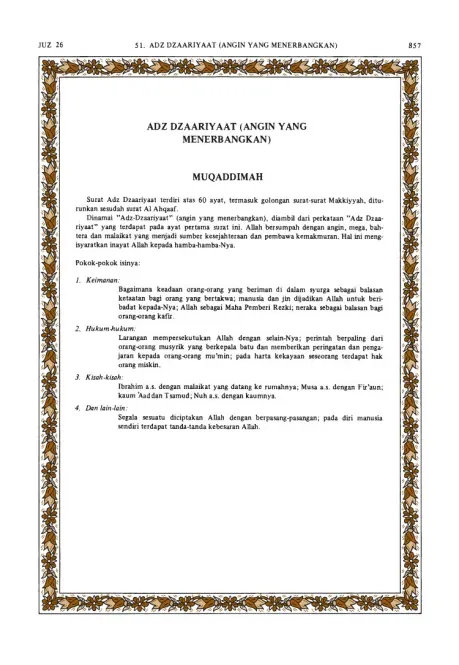 JUZ 26 51. ADZ DZAARIYAAT (ANGIN YANG MENERBANGKAN) 857
ADZ DZAARIYAAT (ANGIN YANG
MENERBANGKAN)
MUQADDIMAH
Surat Adz Dzaariyaat terdiri atas 60 ayat, termasuk golongan surat-surat Makkiyyah, ditu-
runkan sesudah surat Al Ahqaaf.
Dinamai "Adz-Dzaariyaat" (angin yang menerbangkan), diambil dari perkataan "Adz Dzaa-
riyaat" yang terdapat pada ayat pertama surat ini. Allah bersumpah dengan angin, mega, bah-
tera dan malaikat yang menjadi sumber kesejahteraan dan pembawa kemakmuran. Hal ini meng-
isyaratkan inayat Allah kepada hamba-hamba-Nya.
Pokok-pokok isinya:
1. Keimanan:
Bagaimana keadaan orang-orang yang beriman di dalam syurga sebagai balasan
ketaatan bagi orang yang bertakwa; manusia dan jin dijadikan Allah untuk beri-
badat kepada-Nya; Allah sebagai Maha Pemberi Rezki; neraka sebagai balasan bagi
orang-orang kafir.
2. Hukum-hukum:
Larangan mempersekutukan Allah dengan selain-Nya; perintah berpaling dari
orang-orang musyrik yang berkepala batu dan memberikan peringatan dan penga-
jaran kepada orang-orang mu'min; pada harta kekayaan seseorang terdapat hak
orang miskin.
3. Kisah-kisah:
Ibrahim a.s. dengan malaikat yang datang ke rumahnya; Musa a.s. dengan Fir'aun;
kaum 'Aad dan Tsamud; Nuh a.s. dengan kaumnya.
4. Dan lain-lain:
Segala sesuatu diciptakan Allah dengan berpasang-pasangan; pada diri manusia
sendiri terdapat tanda-tanda kebesaran Allah.